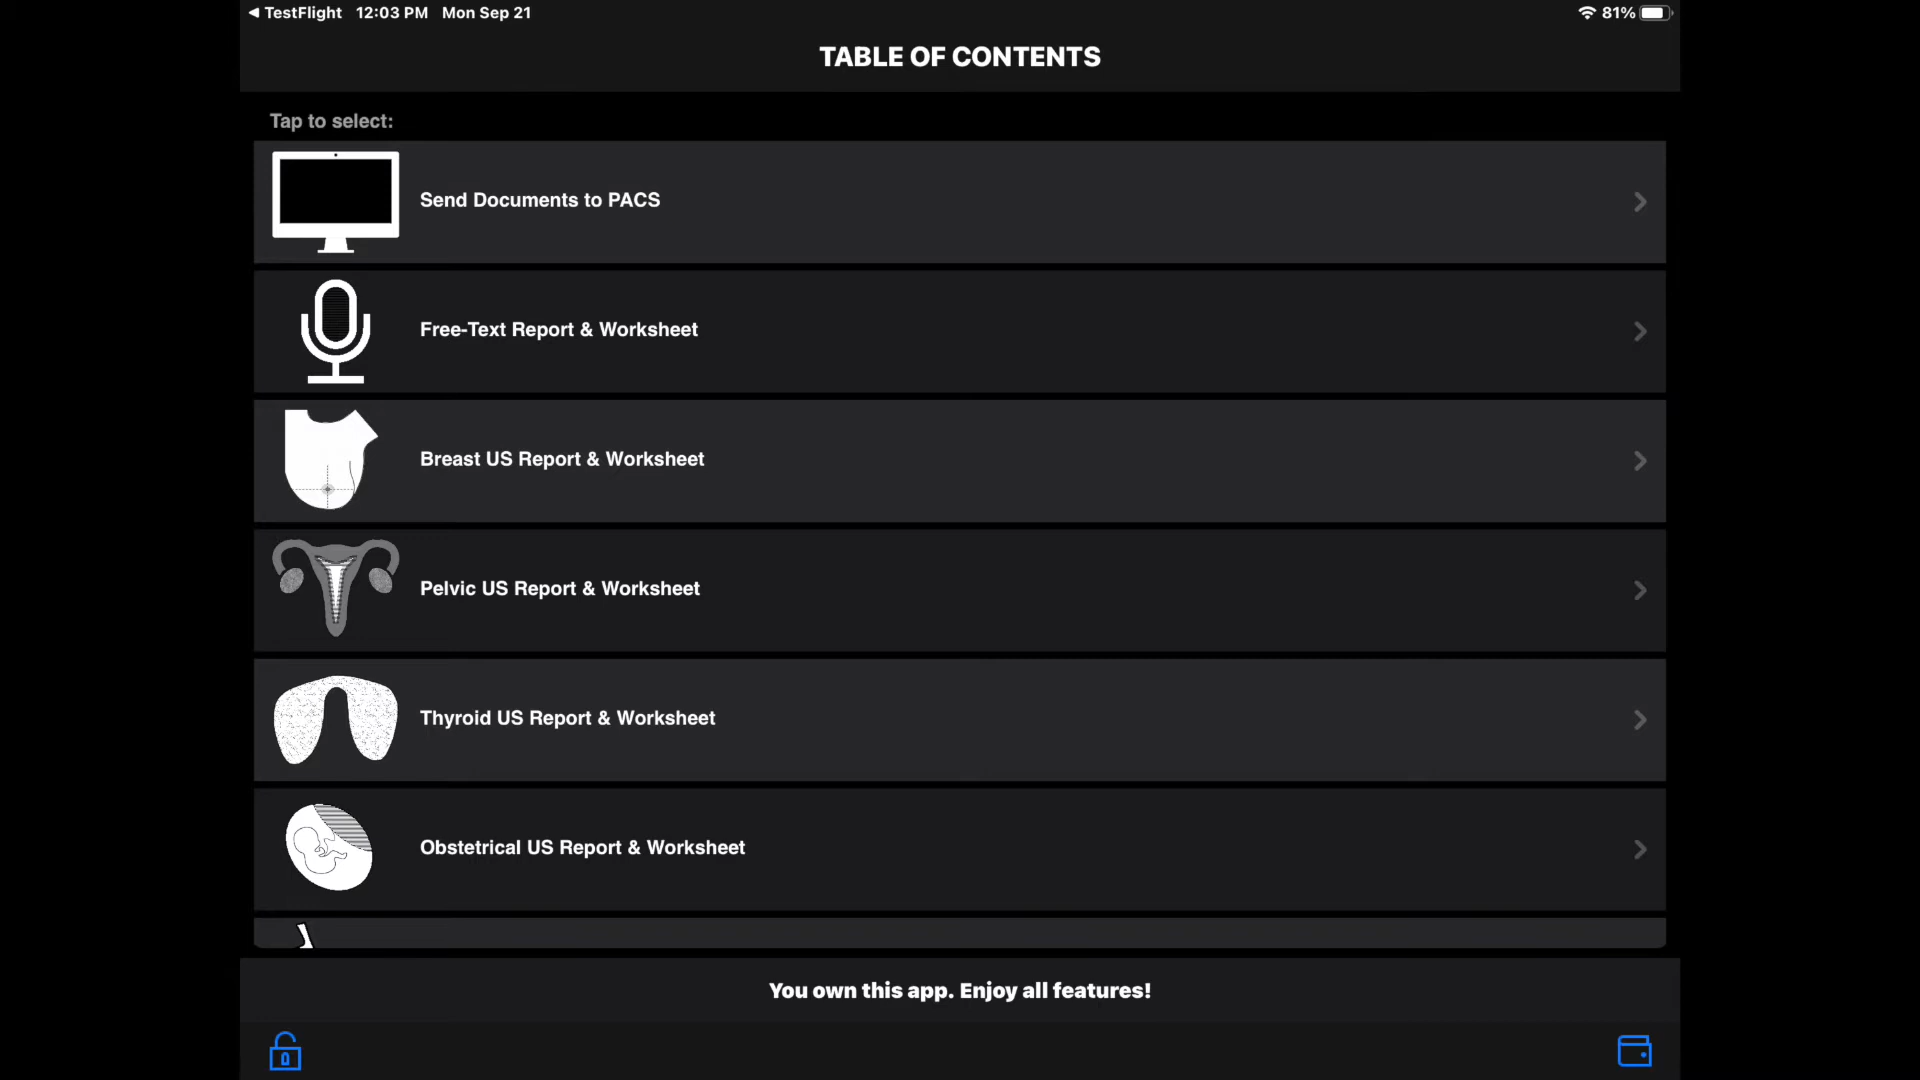 TestFlight 12:03 PM Mon Sep 21
81%
TABLE OF CONTENTS
Tap to select:
Send Documents to PACS
Free-Text Report & Worksheet
Breast US Report & Worksheet
Pelvic US Report & Worksheet
Thyroid US Report & Worksheet
Obstetrical US Report & Worksheet
You own this app. Enjoy all features!